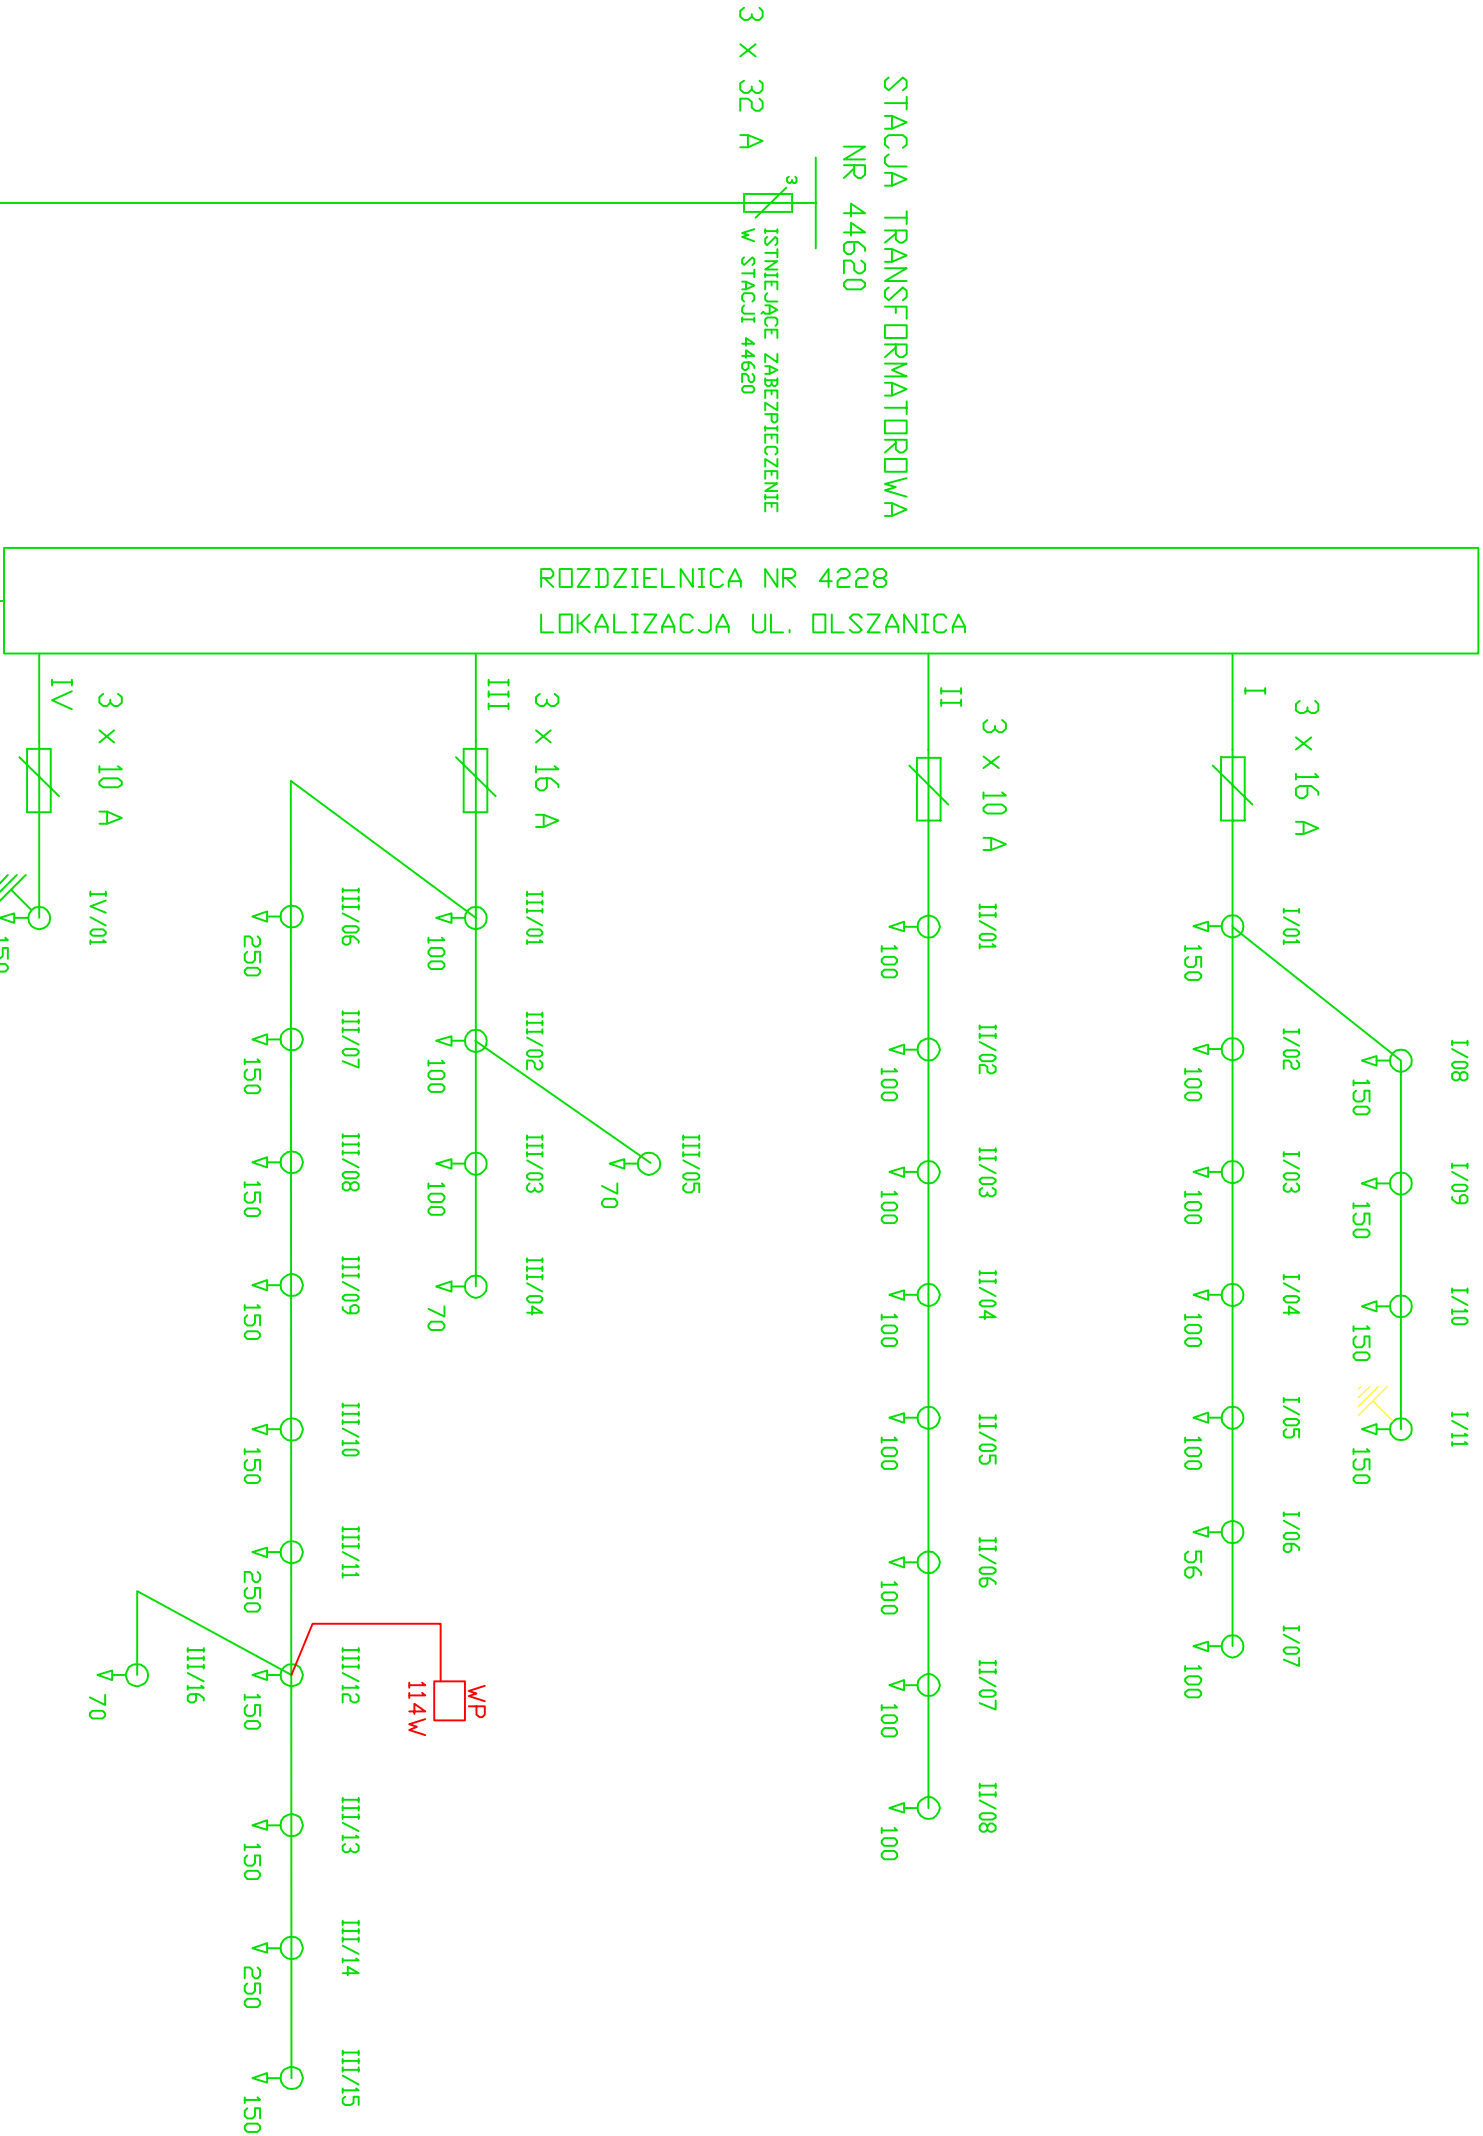 STACJA TRANSFORMATOROWA
NR 44620
3 x 32 A
3
ISTNIEJĄCE ZABEZPIECZENIE
W STACJI 44620
ROZDZIELNICA NR 4228
LOKALIZACJA UL. OLSZANICA
I
3 x 16 A
I/08
150
I/09
150
I/10
150
I/11
150
I/01
150
I/02
100
I/03
100
I/04
100
I/05
100
I/06
56
I/07
100
II
3 x 10 A
II/01
100
II/02
100
II/03
100
II/04
100
II/05
100
II/06
100
II/07
100
II/08
100
III
3 x 16 A
III/05
70
III/01
100
III/02
100
III/03
100
III/04
70
III/06
250
III/07
150
III/08
150
III/09
150
III/10
150
III/11
250
III/12
150
III/13
150
III/14
250
III/15
150
WP
114W
III/16
70
IV
3 x 10 A
IV/01
150